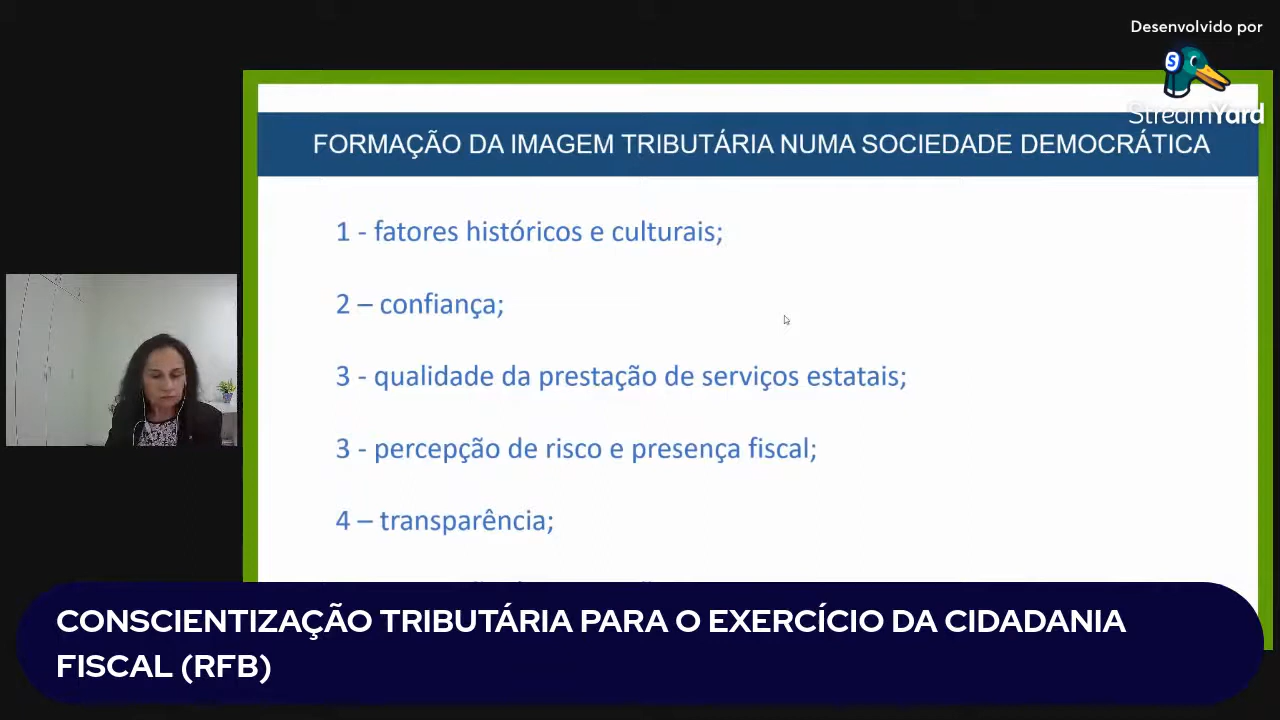 Desenvolvido por
StreamYard
FORMAÇÃO DA IMAGEM TRIBUTÁRIA NUMA SOCIEDADE DEMOCRÁTICA
1 - fatores históricos e culturais;
2 – confiança;
3 - qualidade da prestação de serviços estatais;
3 - percepção de risco e presença fiscal;
4 – transparência;
CONSCIENTIZAÇÃO TRIBUTÁRIA PARA O EXERCÍCIO DA CIDADANIA
FISCAL (RFB)